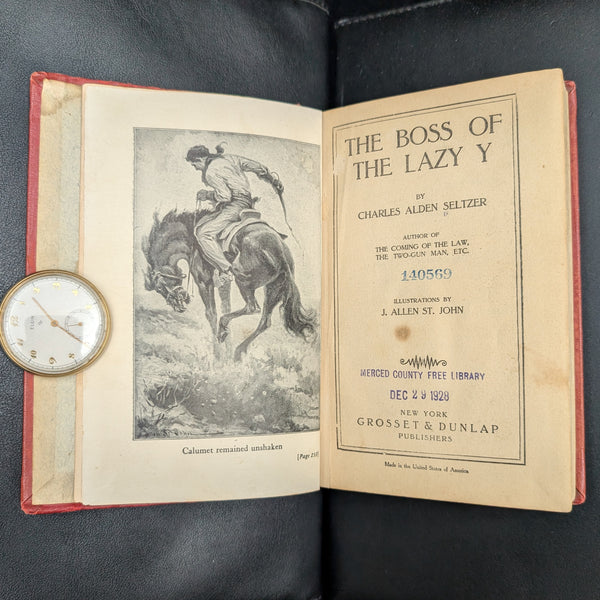 Calumet remained unshaken
[Page 253
THE BOSS OF
THE LAZY Y
BY
CHARLES ALDEN SELTZER
AUTHOR OF
THE COMING OF THE LAW,
THE TWO-GUN MAN, ETC.
140569
ILLUSTRATIONS BY
J. ALLEN ST. JOHN
MERCED COUNTY FREE LIBRARY
DEC 29 1928
NEW YORK
GROSSET & DUNLAP
PUBLISHERS
Made in the United States of America
ELGIN